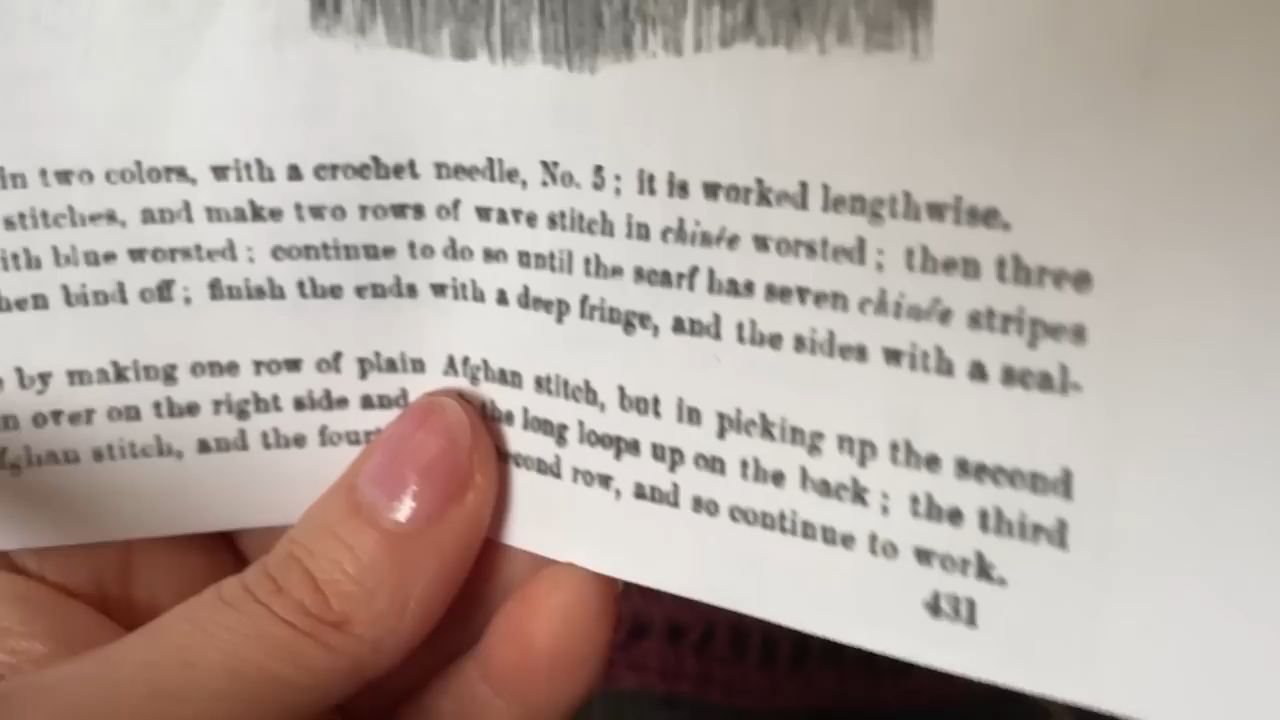 in two colors, with a crochet needle, No. 5; it is worked lengthwise.
stitches, and make two rows of wave stitch in chinée worsted; then three
ith blue worsted; continue to do so until the scarf has seven chinée stripes
hen bind off; finish the ends with a deep fringe, and the sides with a scal-
by making one row of plain Afghan stitch, but in picking up the second
n over on the right side and the long loops up on the back; the third
fghan stitch, and the four cond row, and so continue to work.
431